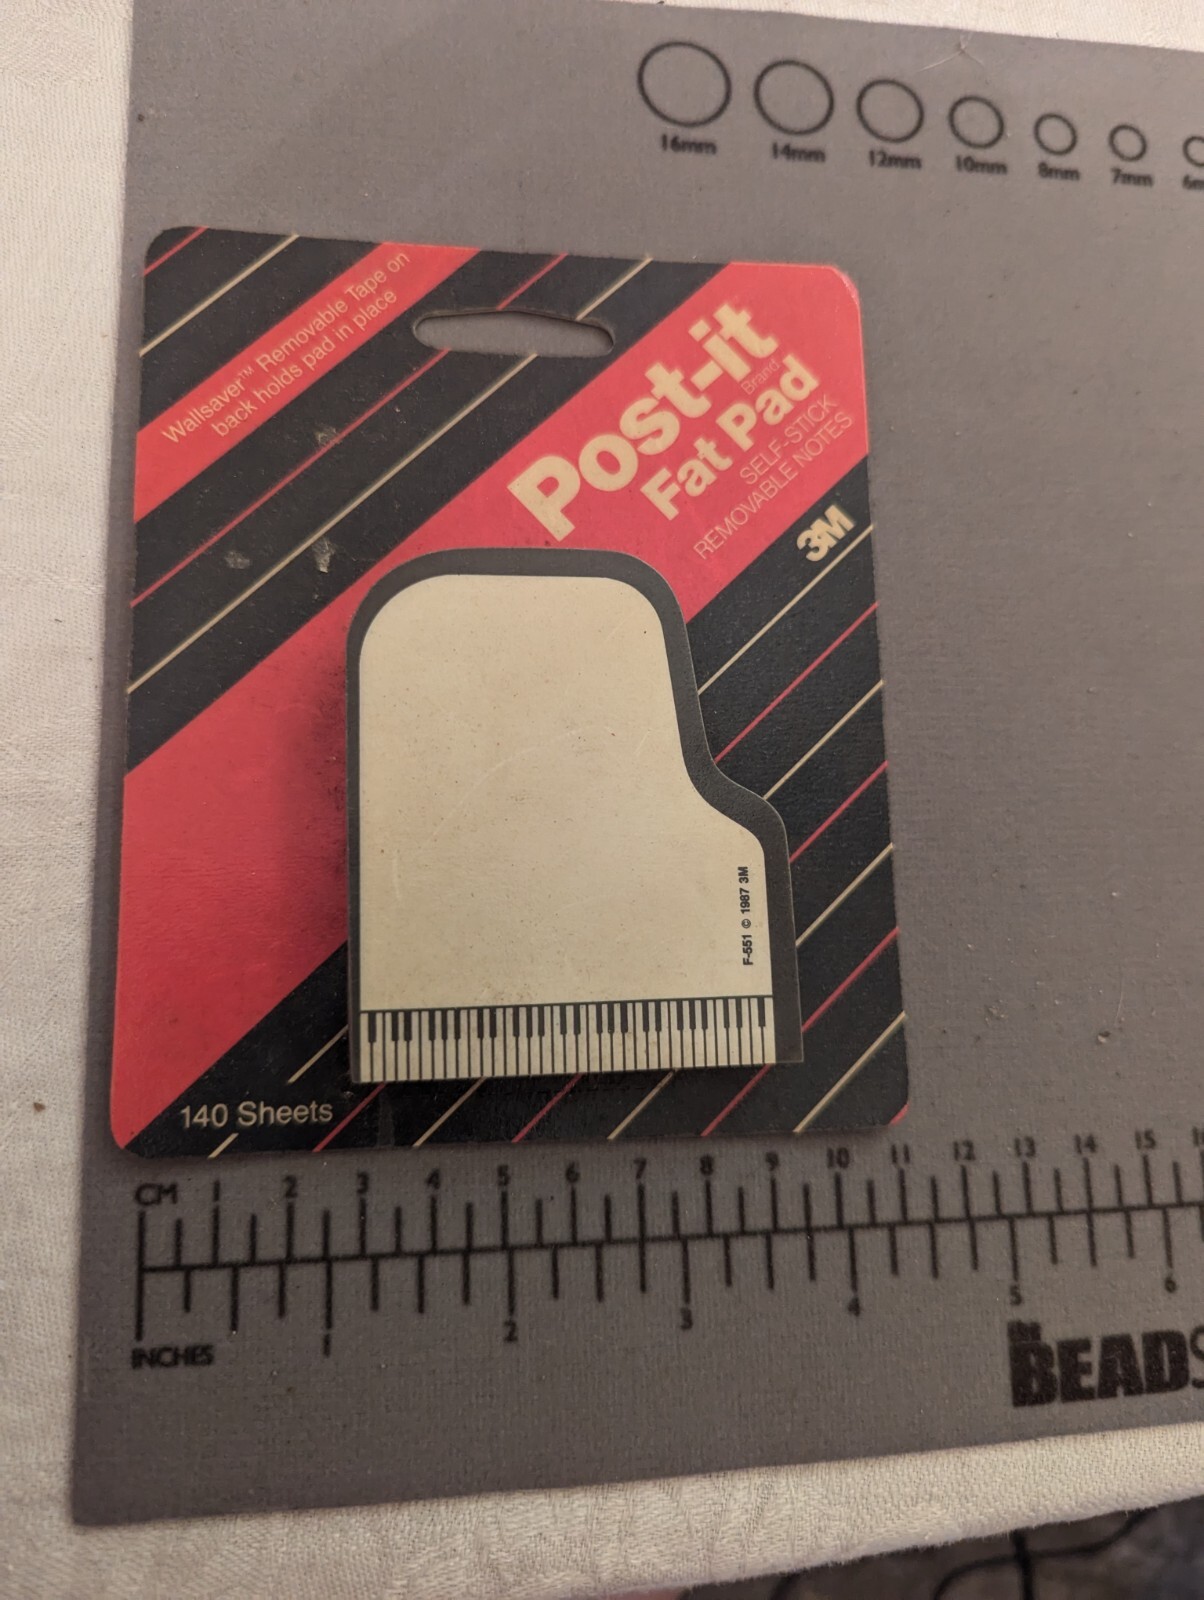 16mm 14mm 12mm 10mm 8mm 7mm
Wallsaver™ Removable Tape on
back holds pad in place
Post-it
Brand
Fat Pad
SELF-STICK
REMOVABLE NOTES
3M
F-551 © 1987 3M
140 Sheets
CM 1 2 3 4 5 6 7 8 9 10 11 12 13 14 15
1 2 3 4 5 6
INCHES
THE
BEADS